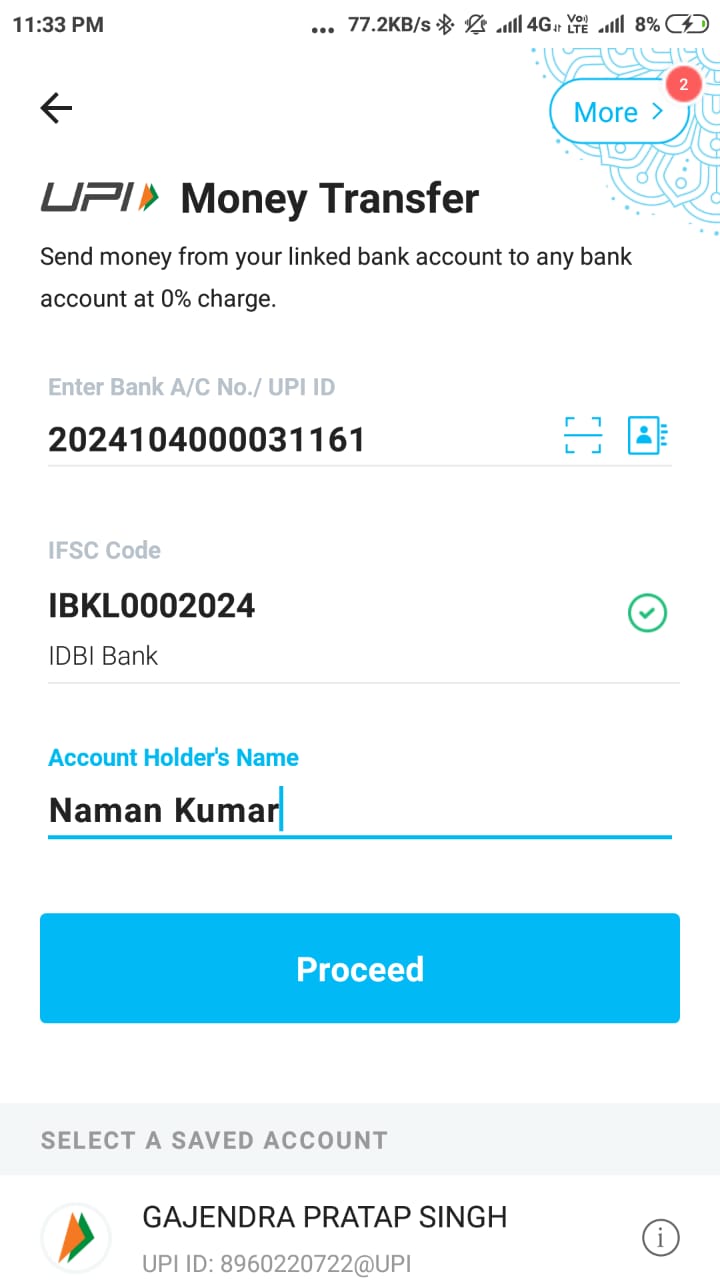 11:33 PM ... 77.2KB/s 4G VoI) LTE 8%
2
More >
UPI Money Transfer
Send money from your linked bank account to any bank
account at 0% charge.
Enter Bank A/C No./ UPI ID
2024104000031161
IFSC Code
IBKL0002024
IDBI Bank
Account Holder's Name
Naman Kumar
Proceed
SELECT A SAVED ACCOUNT
GAJENDRA PRATAP SINGH
UPI ID: 8960220722@UPI